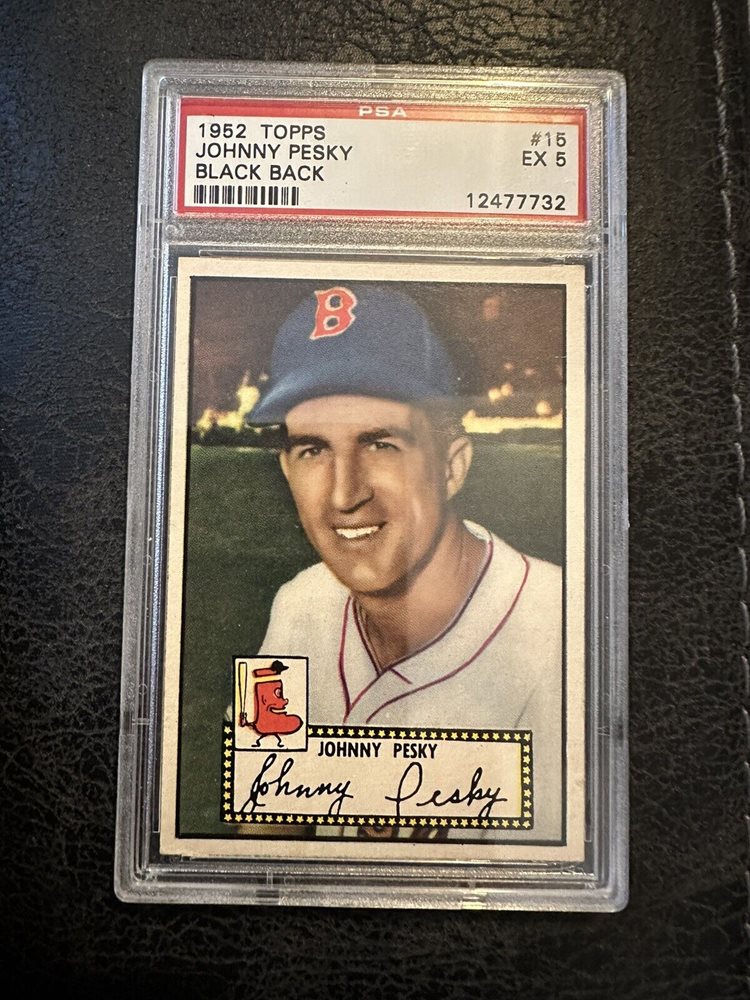 PSA
1952 TOPPS #15
JOHNNY PESKY EX 5
BLACK BACK
12477732
B
JOHNNY PESKY
Johnny Pesky